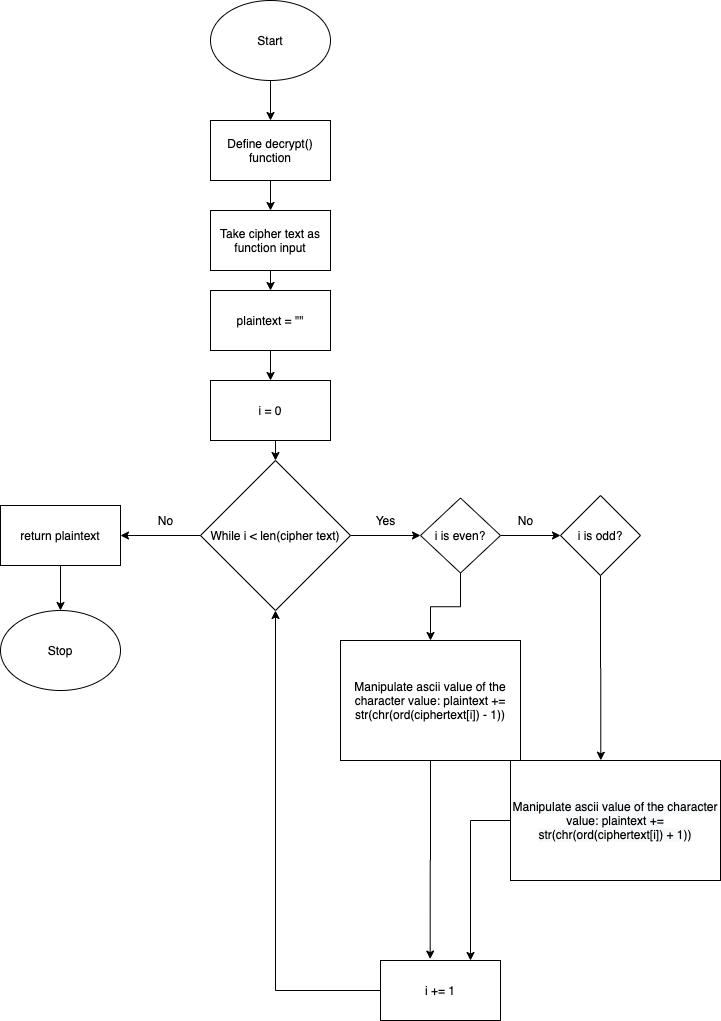 Start
Define decrypt()
function
Take cipher text as
function input
plaintext = ""
i = 0
While i < len(cipher text)
No
return plaintext
Stop
Yes
i is even?
No
i is odd?
Manipulate ascii value of the
character value: plaintext +=
str(chr(ord(ciphertext[i]) - 1))
Manipulate ascii value of the character
value: plaintext +=
str(chr(ord(ciphertext[i]) + 1))
i += 1